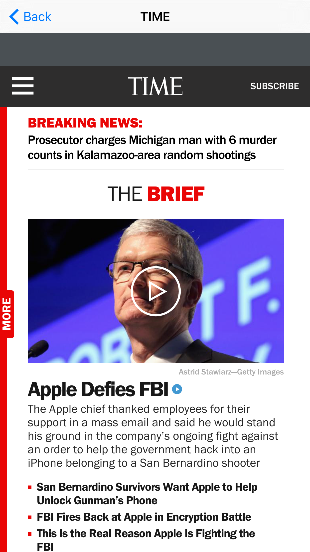 Back
TIME
TIME
SUBSCRIBE
BREAKING NEWS:
Prosecutor charges Michigan man with 6 murder
counts in Kalamazoo-area random shootings
THE BRIEF
T F.
MORE
Astrid Stawiarz—Getty Images
Apple Defies FBI
The Apple chief thanked employees for their
support in a mass email and said he would stand
his ground in the company's ongoing fight against
an order to help the government hack into an
iPhone belonging to a San Bernardino shooter
San Bernardino Survivors Want Apple to Help
Unlock Gunman's Phone
FBI Fires Back at Apple in Encryption Battle
This is the Real Reason Apple Is Fighting the
FBI